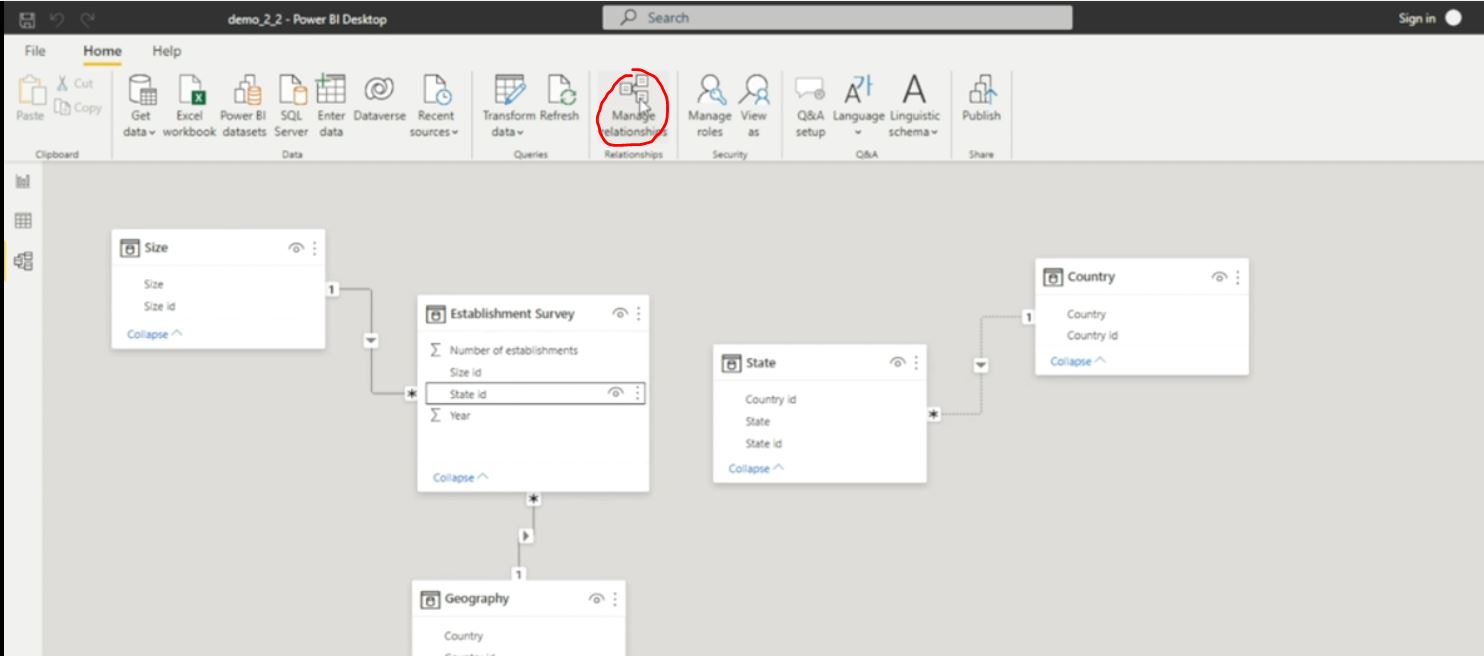 demo_2_2 - Power BI Desktop
Search
Sign in
File Home Help
Paste
Cut
Copy
Get data
Excel workbook
Power BI datasets
SQL Server
Enter data
Dataverse
Recent sources
Transform data
Refresh
Manage relationships
Manage roles
View as
Q&A setup
Language
Linguistic schema
Publish
Clipboard
Data
Queries
Relationships
Security
Q&A
Share
Size
Size
Size id
Collapse
1
*
Establishment Survey
Σ Number of establishments
Size id
State id
Σ Year
Collapse
*
1
Geography
Country
Country id
State
Country id
State
State id
Collapse
*
1
Country
Country
Country id
Collapse